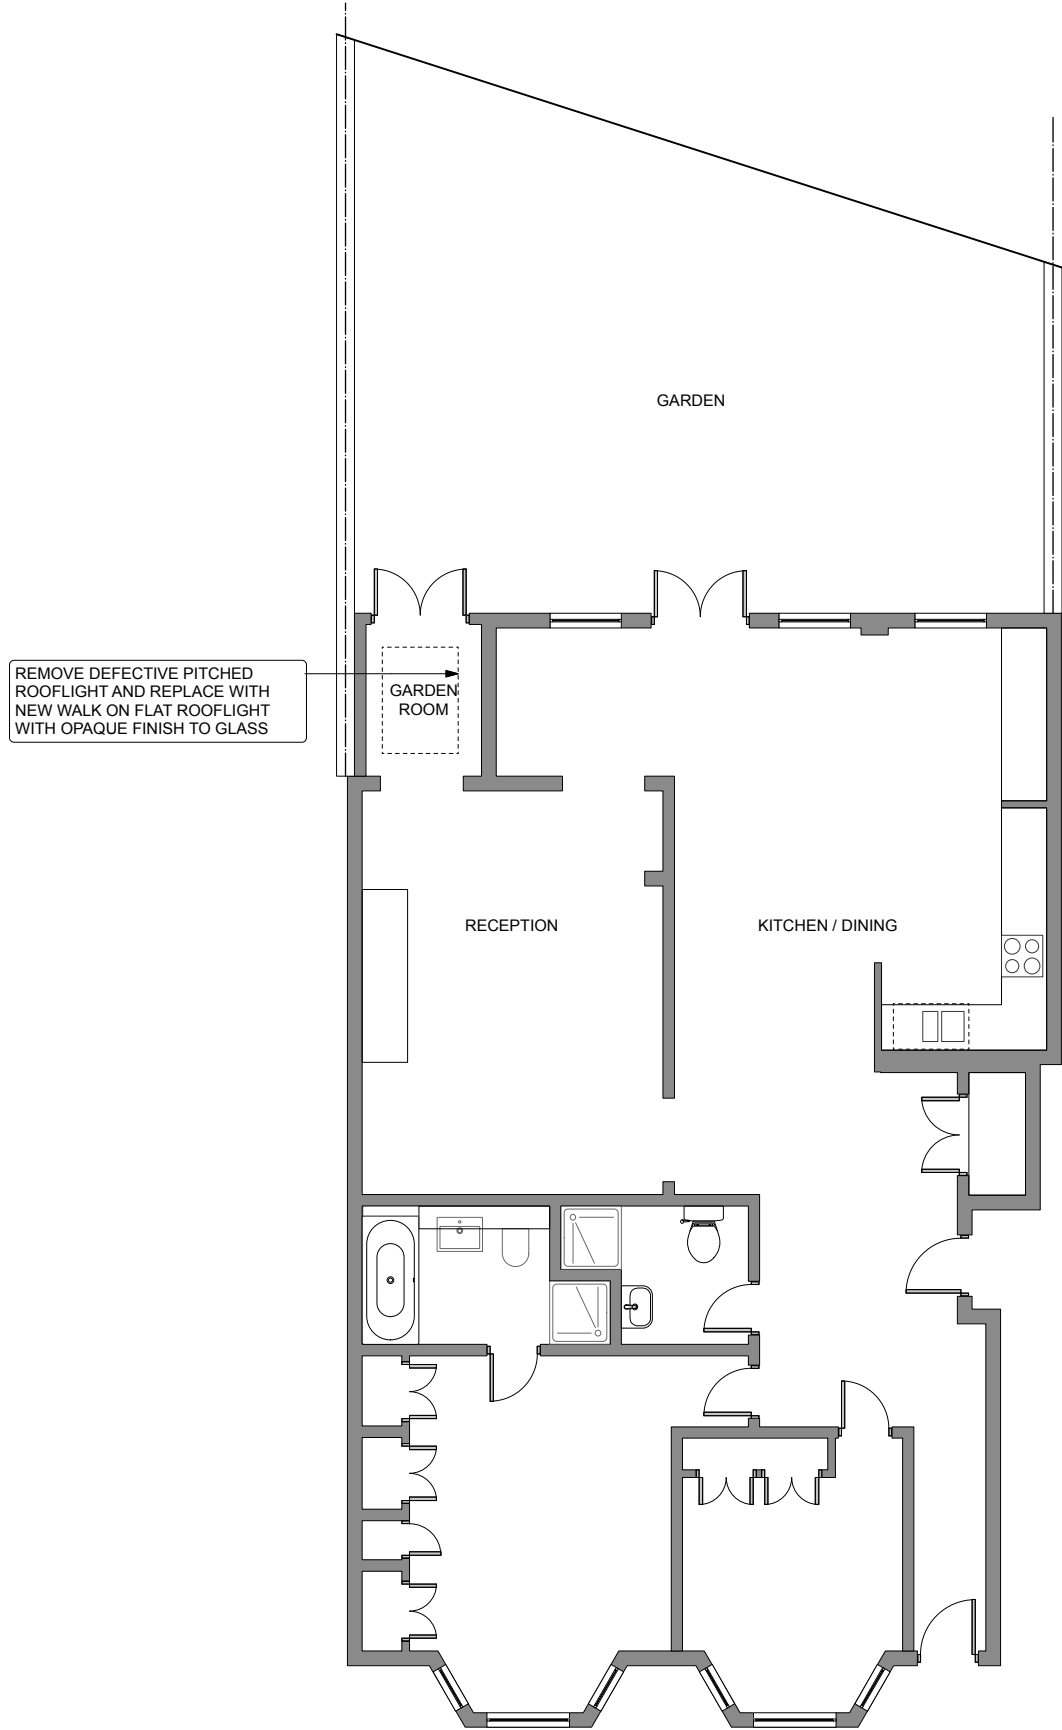 GARDEN
REMOVE DEFECTIVE PITCHED
ROOFLIGHT AND REPLACE WITH
NEW WALK ON FLAT ROOFLIGHT
WITH OPAQUE FINISH TO GLASS
GARDEN
ROOM
RECEPTION
KITCHEN / DINING